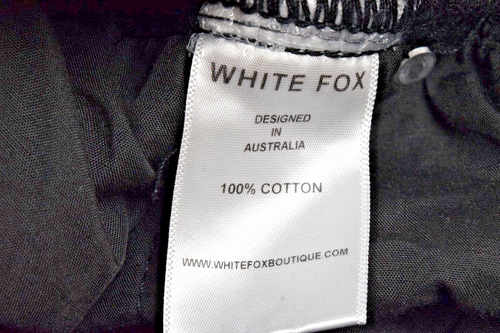 WHITE FOX
DESIGNED
IN
AUSTRALIA
100% COTTON
WWW.WHITEFOXBOUTIQUE.COM